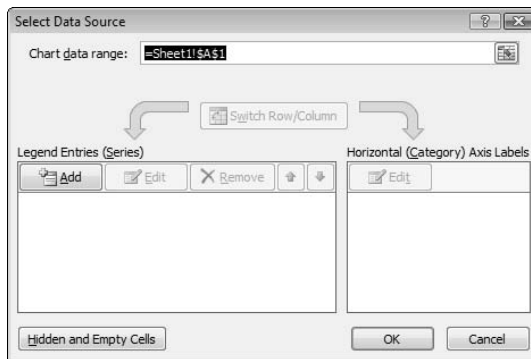 Select Data Source
Chart data range: =Sheet1!$A$1
Switch Row/Column
Legend Entries (Series) Horizontal (Category) Axis Labels
Add Edit Remove Edit
Hidden and Empty Cells OK Cancel